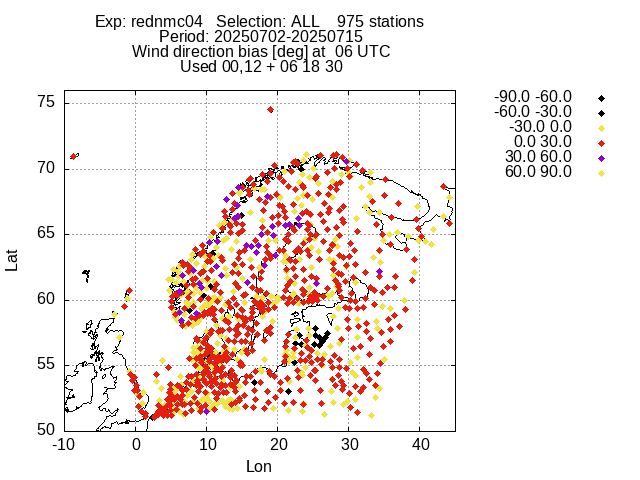 Exp: rednmc04 Selection: ALL 975 stations
Period: 20250702-20250715
Wind direction bias [deg] at 06 UTC
Used 00,12 + 06 18 30
-90.0 -60.0
-60.0 -30.0
-30.0 0.0
0.0 30.0
30.0 60.0
60.0 90.0
75
70
65
60
55
50
Lat
-10 0 10 20 30 40
Lon